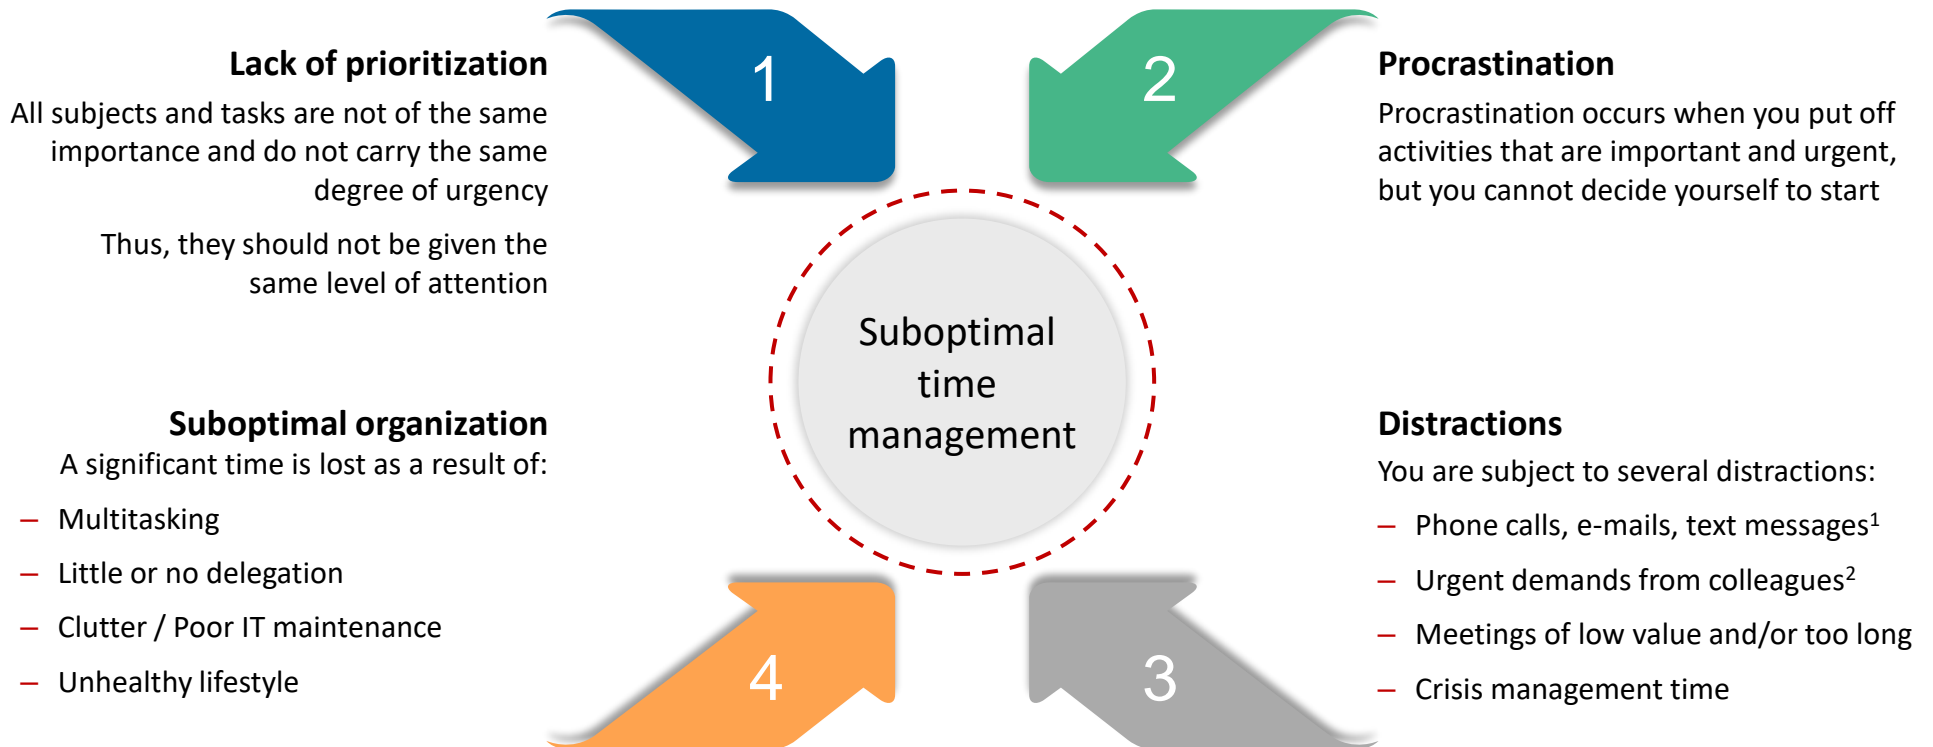 1
Lack of prioritization
All subjects and tasks are not of the same
importance and do not carry the same
degree of urgency
Thus, they should not be given the
same level of attention
2
Procrastination
Procrastination occurs when you put off
activities that are important and urgent,
but you cannot decide yourself to start
Suboptimal
time
management
3
Distractions
You are subject to several distractions:
– Phone calls, e-mails, text messages¹
– Urgent demands from colleagues²
– Meetings of low value and/or too long
– Crisis management time
4
Suboptimal organization
A significant time is lost as a result of:
– Multitasking
– Little or no delegation
– Clutter / Poor IT maintenance
– Unhealthy lifestyle